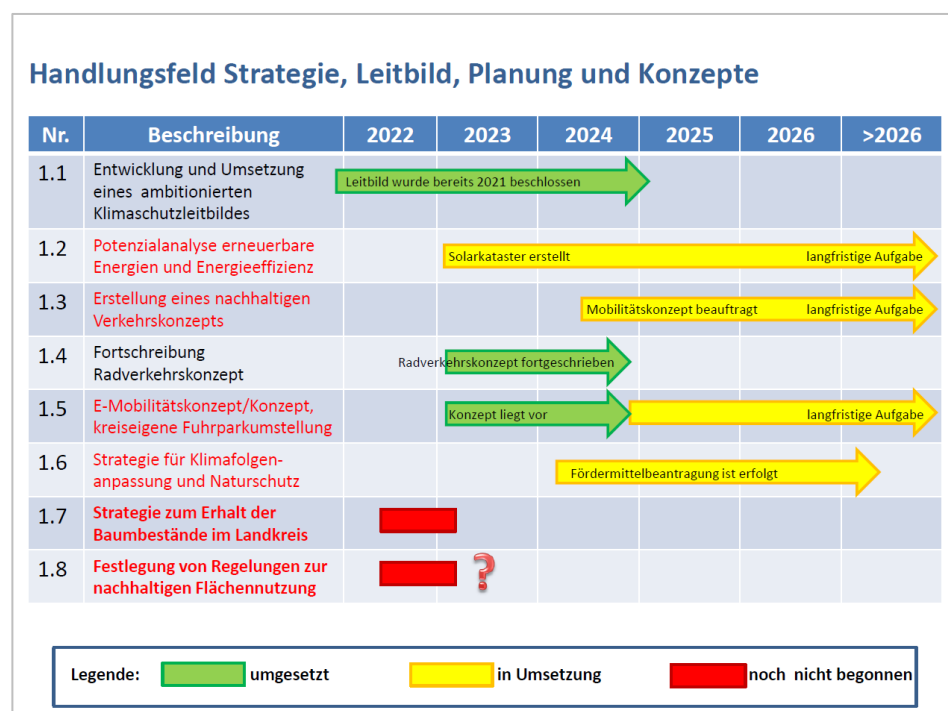 Handlungsfeld Strategie, Leitbild, Planung und Konzepte
Nr. Beschreibung 2022 2023 2024 2025 2026 >2026
1.1 Entwicklung und Umsetzung
eines ambitionierten
Klimaschutzleitbildes
Leitbild wurde bereits 2021 beschlossen
1.2 Potenzialanalyse erneuerbare
Energien und Energieeffizienz
Solarkataster erstellt langfristige Aufgabe
1.3 Erstellung eines nachhaltigen
Verkehrskonzepts
Mobilitätskonzept beauftragt langfristige Aufgabe
1.4 Fortschreibung
Radverkehrskonzept
Radverkehrskonzept fortgeschrieben
1.5 E-Mobilitätskonzept/Konzept,
kreiseigene Fuhrparkumstellung
Konzept liegt vor langfristige Aufgabe
1.6 Strategie für Klimafolgen-
anpassung und Naturschutz
Fördermittelbeantragung ist erfolgt
1.7 Strategie zum Erhalt der
Baumbestände im Landkreis
1.8 Festlegung von Regelungen zur
nachhaltigen Flächennutzung
?
Legende: umgesetzt in Umsetzung noch nicht begonnen